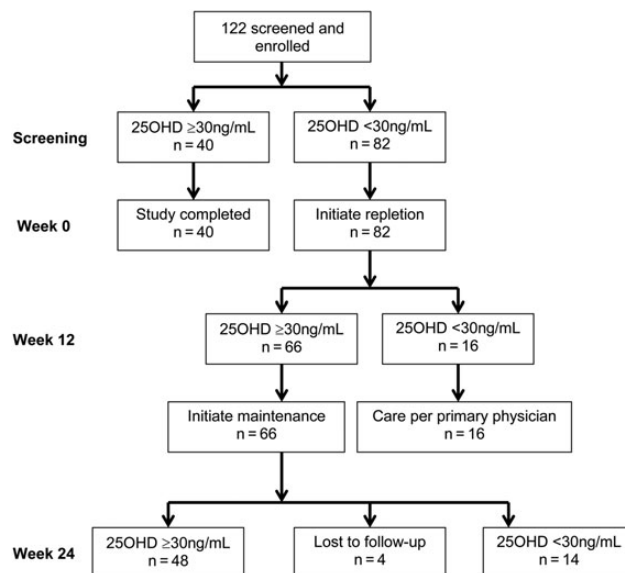 122 screened and
enrolled
Screening
25OHD ≥30ng/mL
n = 40
25OHD <30ng/mL
n = 82
Week 0
Study completed
n = 40
Initiate repletion
n = 82
Week 12
25OHD ≥30ng/mL
n = 66
25OHD <30ng/mL
n = 16
Initiate maintenance
n = 66
Care per primary physician
n = 16
Week 24
25OHD ≥30ng/mL
n = 48
Lost to follow-up
n = 4
25OHD <30ng/mL
n = 14